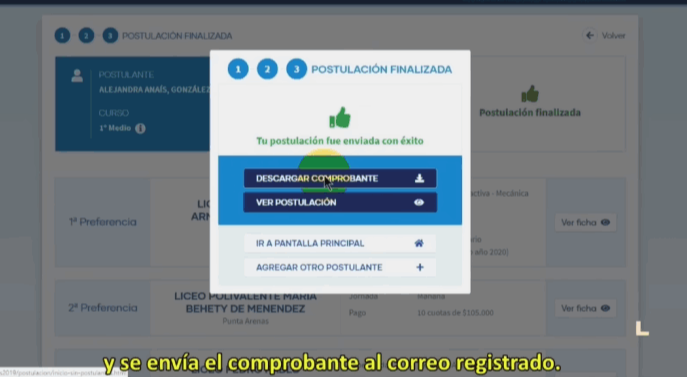 1 2 3 POSTULACIÓN FINALIZADA
Volver
POSTULANTE
ALEJANDRA ANAÍS, GONZÁLEZ
CURSO
1° Medio
1 2 3 POSTULACIÓN FINALIZADA
Tu postulación fue enviada con éxito
Postulación finalizada
DESCARGAR COMPROBANTE
VER POSTULACIÓN
IR A PANTALLA PRINCIPAL
AGREGAR OTRO POSTULANTE
1ª Preferencia
Mecánica
año 2020)
Ver ficha
2ª Preferencia
LICEO POLIVALENTE MARIA
BEHETY DE MENENDEZ
Punta Arenas
Jornada Mañana
Pago 10 cuotas de $105.000
Ver ficha
y se envía el comprobante al correo registrado.